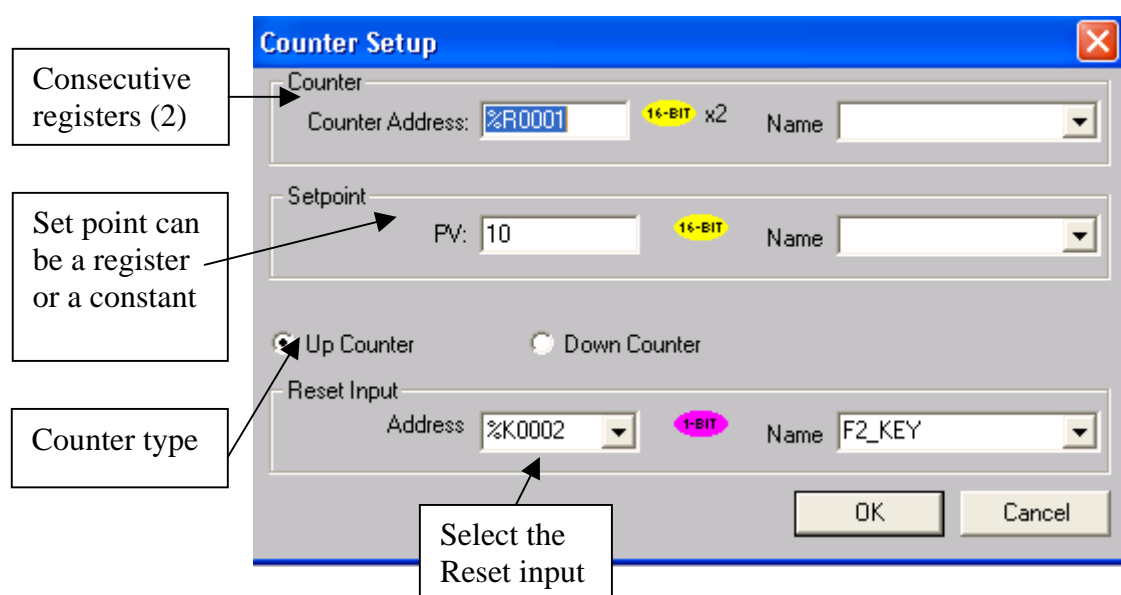 Counter Setup
Consecutive
registers (2)
Counter
Counter Address: %R0001 16-BIT x2 Name
Set point can
be a register
or a constant
Setpoint
PV: 10 16-BIT Name
Up Counter Down Counter
Counter type
Reset Input
Address %K0002 1-BIT Name F2_KEY
OK Cancel
Select the
Reset input